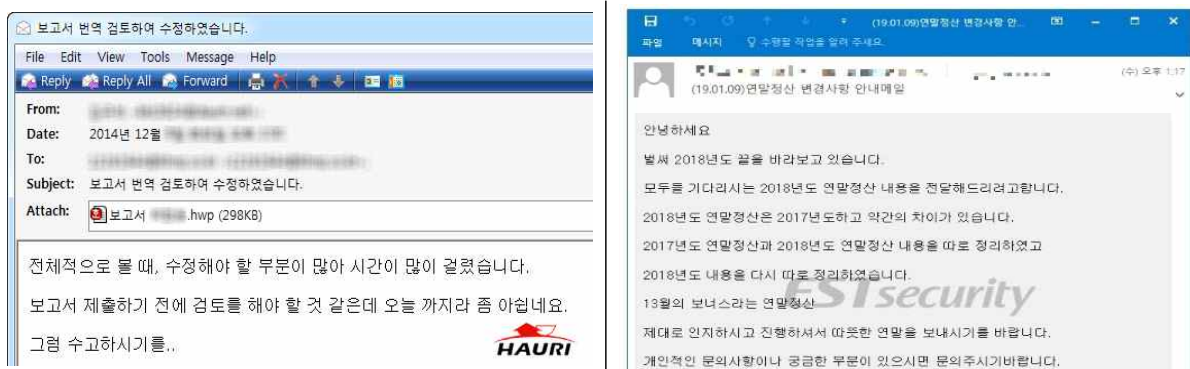 보고서 번역 검토하여 수정하였습니다.
File Edit View Tools Message Help
Reply Reply All Forward
From:
Date: 2014년 12월
To:
Subject: 보고서 번역 검토하여 수정하였습니다.
Attach: 보고서 .hwp (298KB)
전체적으로 볼 때, 수정해야 할 부분이 많아 시간이 많이 걸렸습니다.
보고서 제출하기 전에 검토를 해야 할 것 같은데 오늘 까지라 좀 아쉽네요.
그럼 수고하시기를..
HAURI
(19.01.09)연말정산 변경사항 안...
파일 메시지 수행할 작업을 알려 주세요.
(수) 오후 1:17
(19.01.09)연말정산 변경사항 안내메일
안녕하세요
벌써 2018년도 끝을 바라보고 있습니다.
모두들 기다리시는 2018년도 연말정산 내용을 전달해드리려고합니다.
2018년도 연말정산은 2017년도하고 약간의 차이가 있습니다.
2017년도 연말정산과 2018년도 연말정산 내용을 따로 정리하였고
2018년도 내용을 다시 따로 정리하였습니다.
13월의 보너스라는 연말정산
ESTsecurity
제대로 인지하시고 진행하셔서 따뜻한 연말을 보내시기를 바랍니다.
개인적인 문의사항이나 궁금한 부분이 있으시면 문의주시기바랍니다.